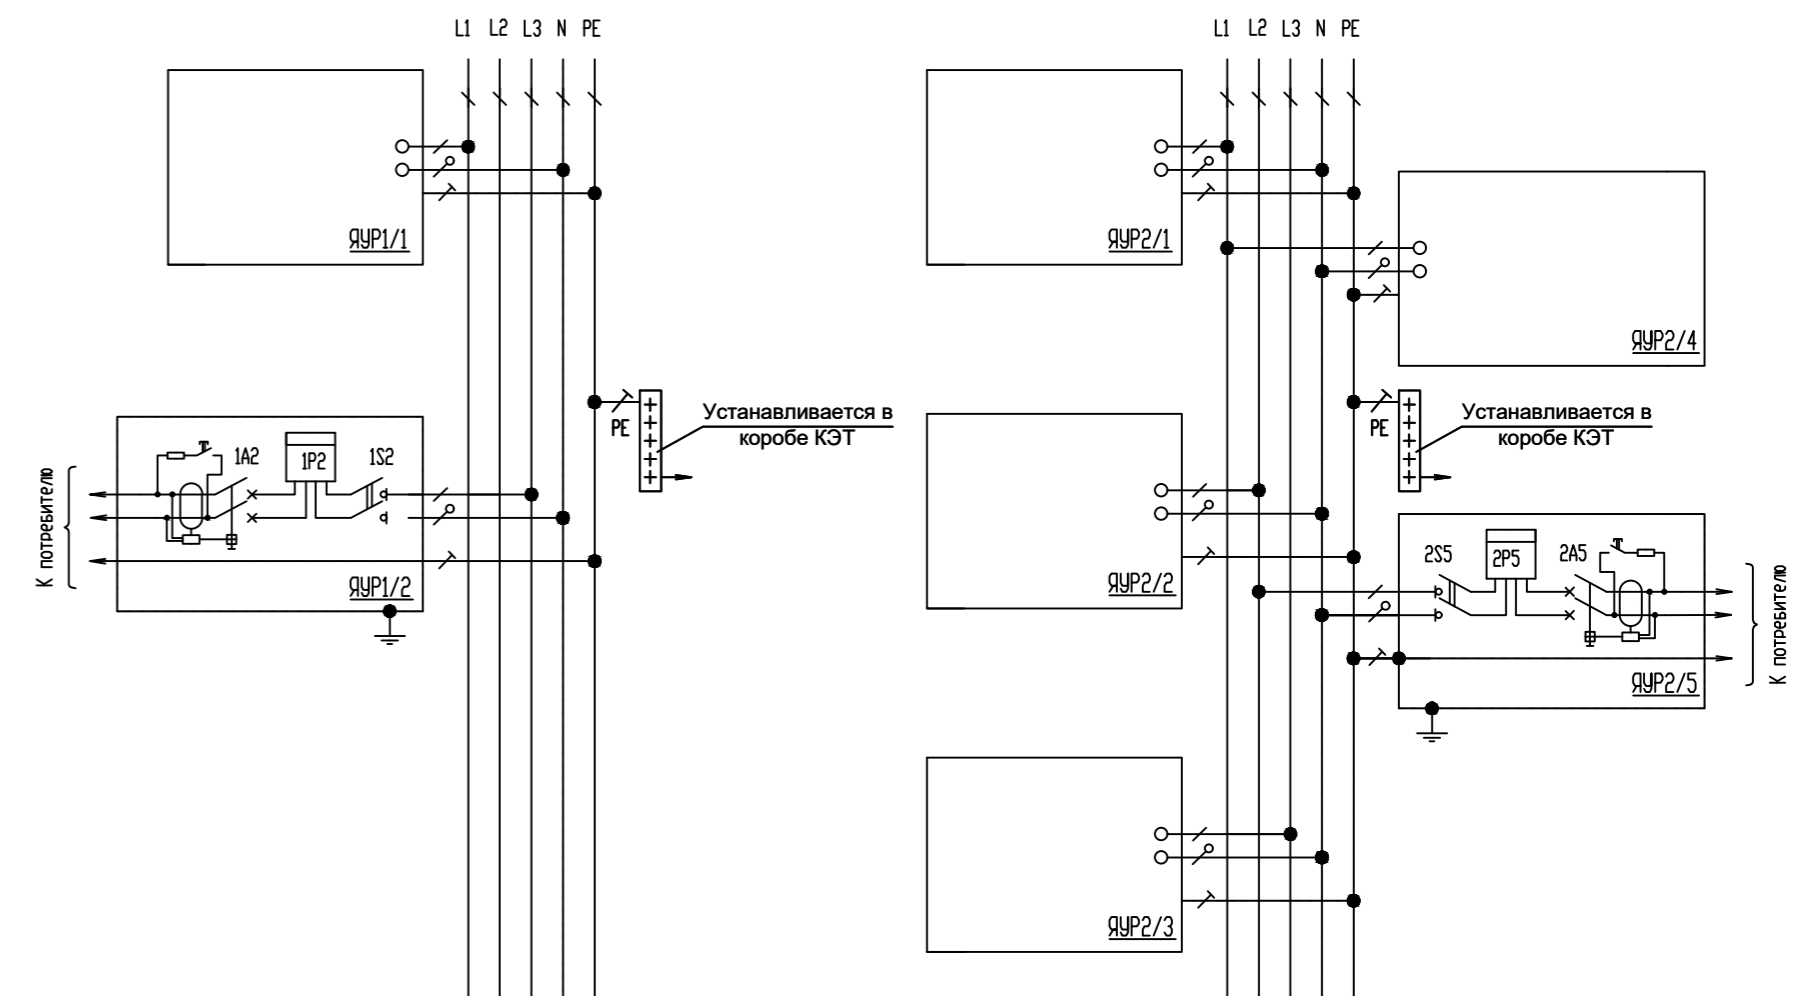 L1 L2 L3 N PE
L1 L2 L3 N PE
ЯУР1/1
ЯУР2/1
ЯУР2/4
PE
Устанавливается в
коробе КЭТ
PE
Устанавливается в
коробе КЭТ
1А2
1Р2
1S2
К потребителю
ЯУР1/2
ЯУР2/2
2S5
2Р5
2А5
К потребителю
ЯУР2/5
ЯУР2/3